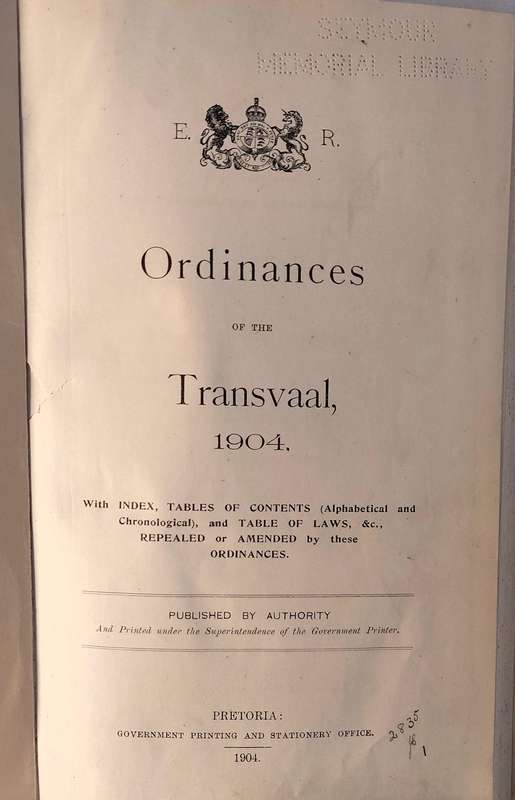 SEYMOUR
MEMORIAL LIBRARY
E. R.
Ordinances
OF THE
Transvaal,
1904.
With INDEX, TABLES OF CONTENTS (Alphabetical and
Chronological), and TABLE OF LAWS, &c.,
REPEALED or AMENDED by these
ORDINANCES.
PUBLISHED BY AUTHORITY
And Printed under the Superintendence of the Government Printer.
PRETORIA:
GOVERNMENT PRINTING AND STATIONERY OFFICE.
1904.
2835
1